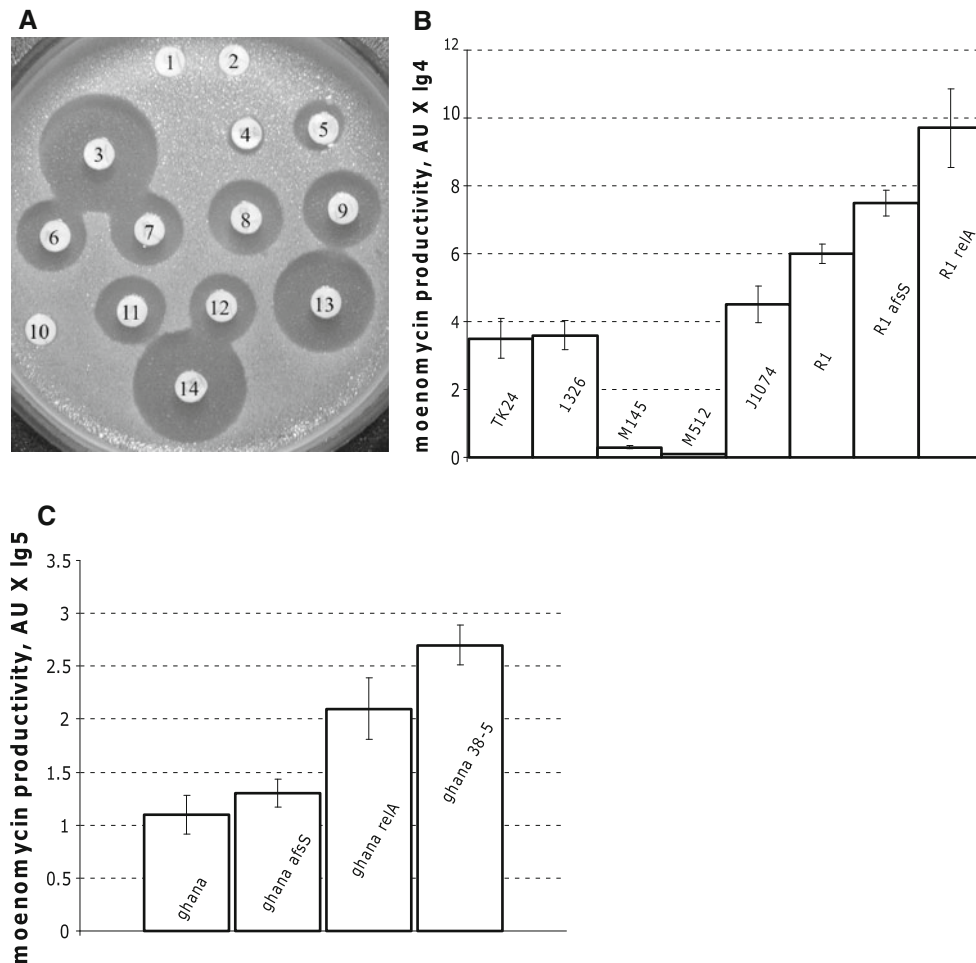 A
1
2
3
4
5
6
7
8
9
10
11
12
13
14
B
moenomycin productivity, AU X lg4
12
10
8
6
4
2
0
TK24
1326
M145
M512
J1074
R1
R1 afsS
R1 relA
C
moenomycin productivity, AU X lg5
3.5
3
2.5
2
1.5
1
0.5
0
ghana
ghana afsS
ghana relA
ghana 38-5